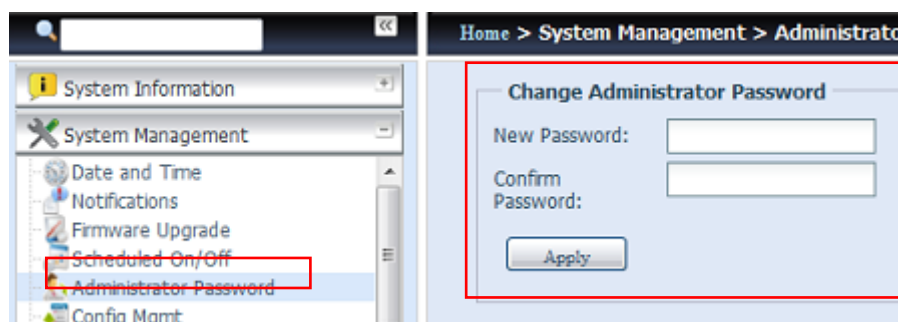 Home > System Management > Administrato
System Information
System Management
Date and Time
Notifications
Firmware Upgrade
Scheduled On/Off
Administrator Password
Config Mgmt
Change Administrator Password
New Password:
Confirm
Password:
Apply